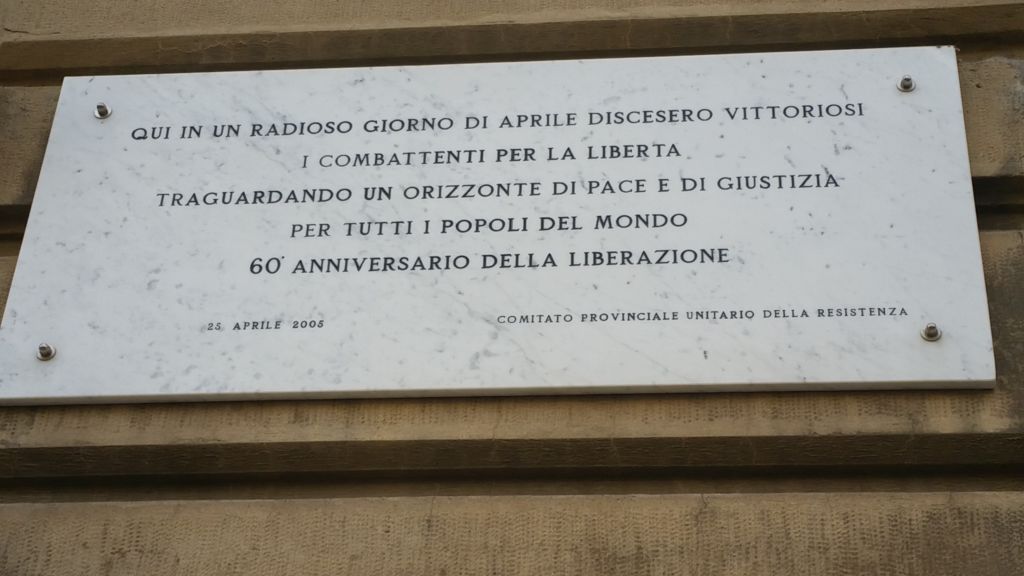 QUI IN UN RADIOSO GIORNO DI APRILE DISCESERO VITTORIOSI
I COMBATTENTI PER LA LIBERTA
TRAGUARDANDO UN ORIZZONTE DI PACE E DI GIUSTIZIA
PER TUTTI I POPOLI DEL MONDO
60° ANNIVERSARIO DELLA LIBERAZIONE
25 APRILE 2005
COMITATO PROVINCIALE UNITARIO DELLA RESISTENZA